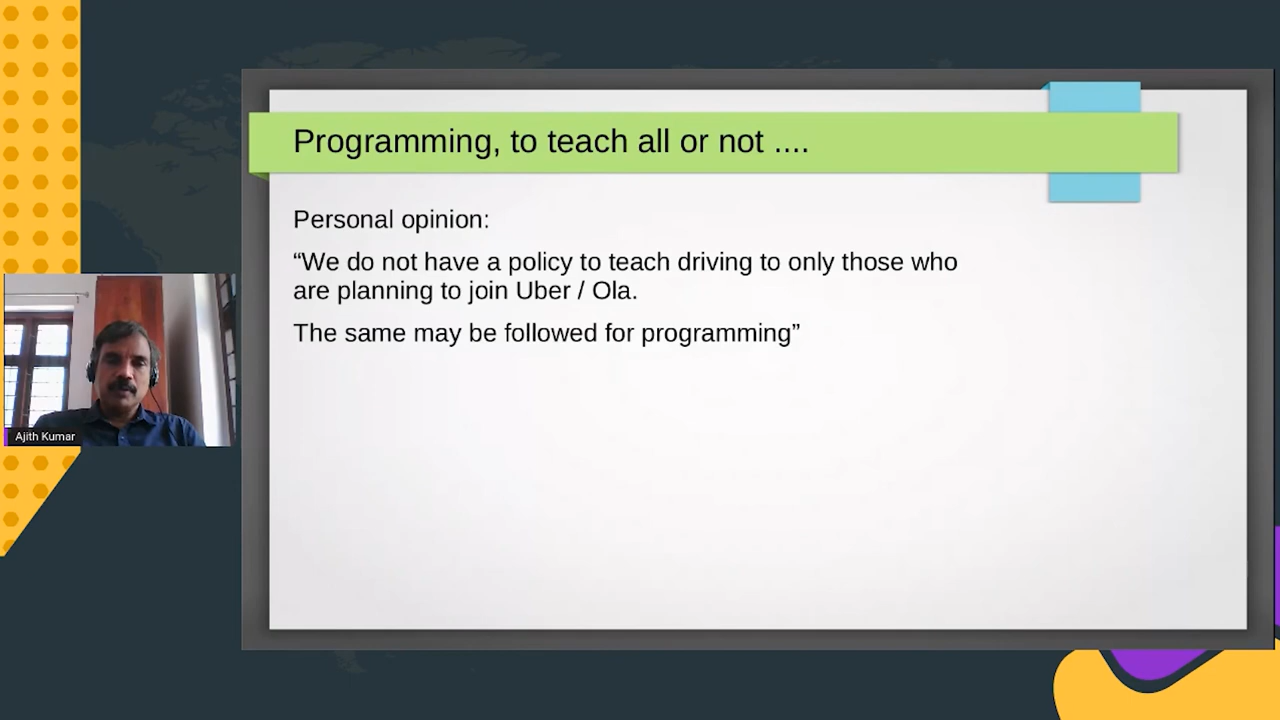 Programming, to teach all or not ....
Personal opinion:
“We do not have a policy to teach driving to only those who
are planning to join Uber / Ola.
The same may be followed for programming”
Ajith Kumar